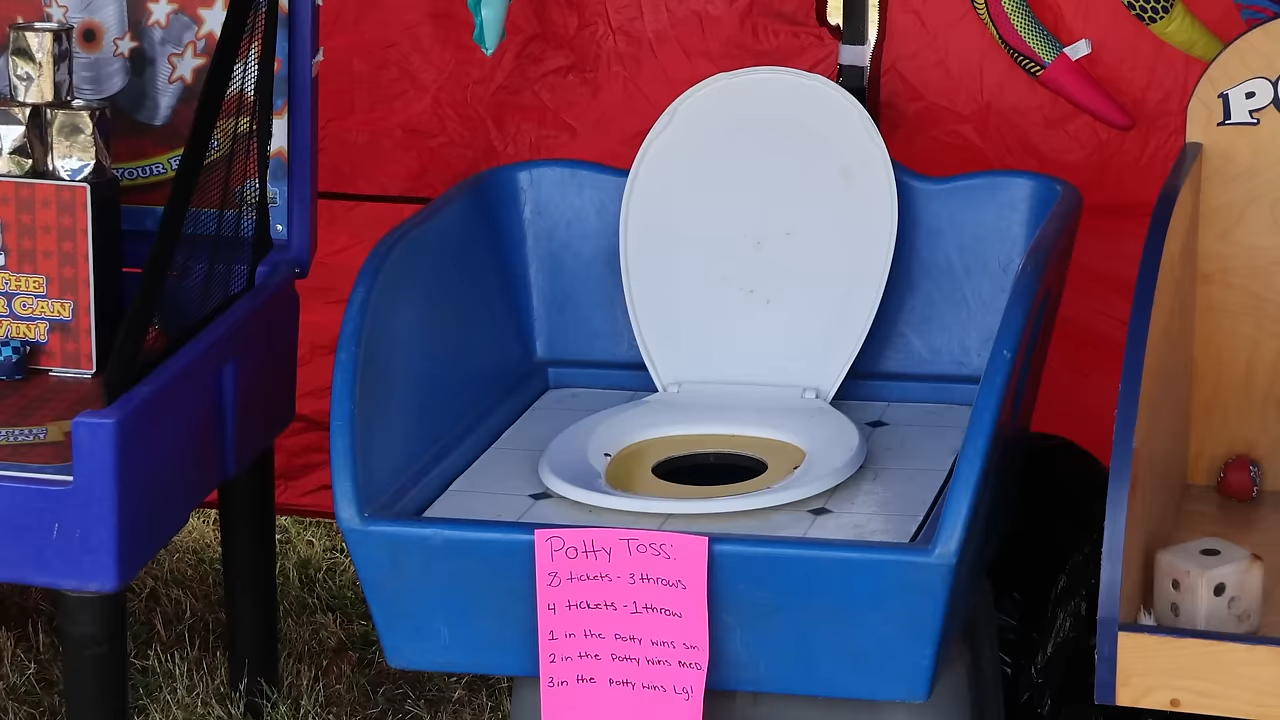 YOUR
THE
CAN
WIN!
Potty Toss:
8 tickets - 3 throws
4 tickets - 1 throw
1 in the potty wins sm.
2 in the potty wins med.
3 in the potty wins Lg!